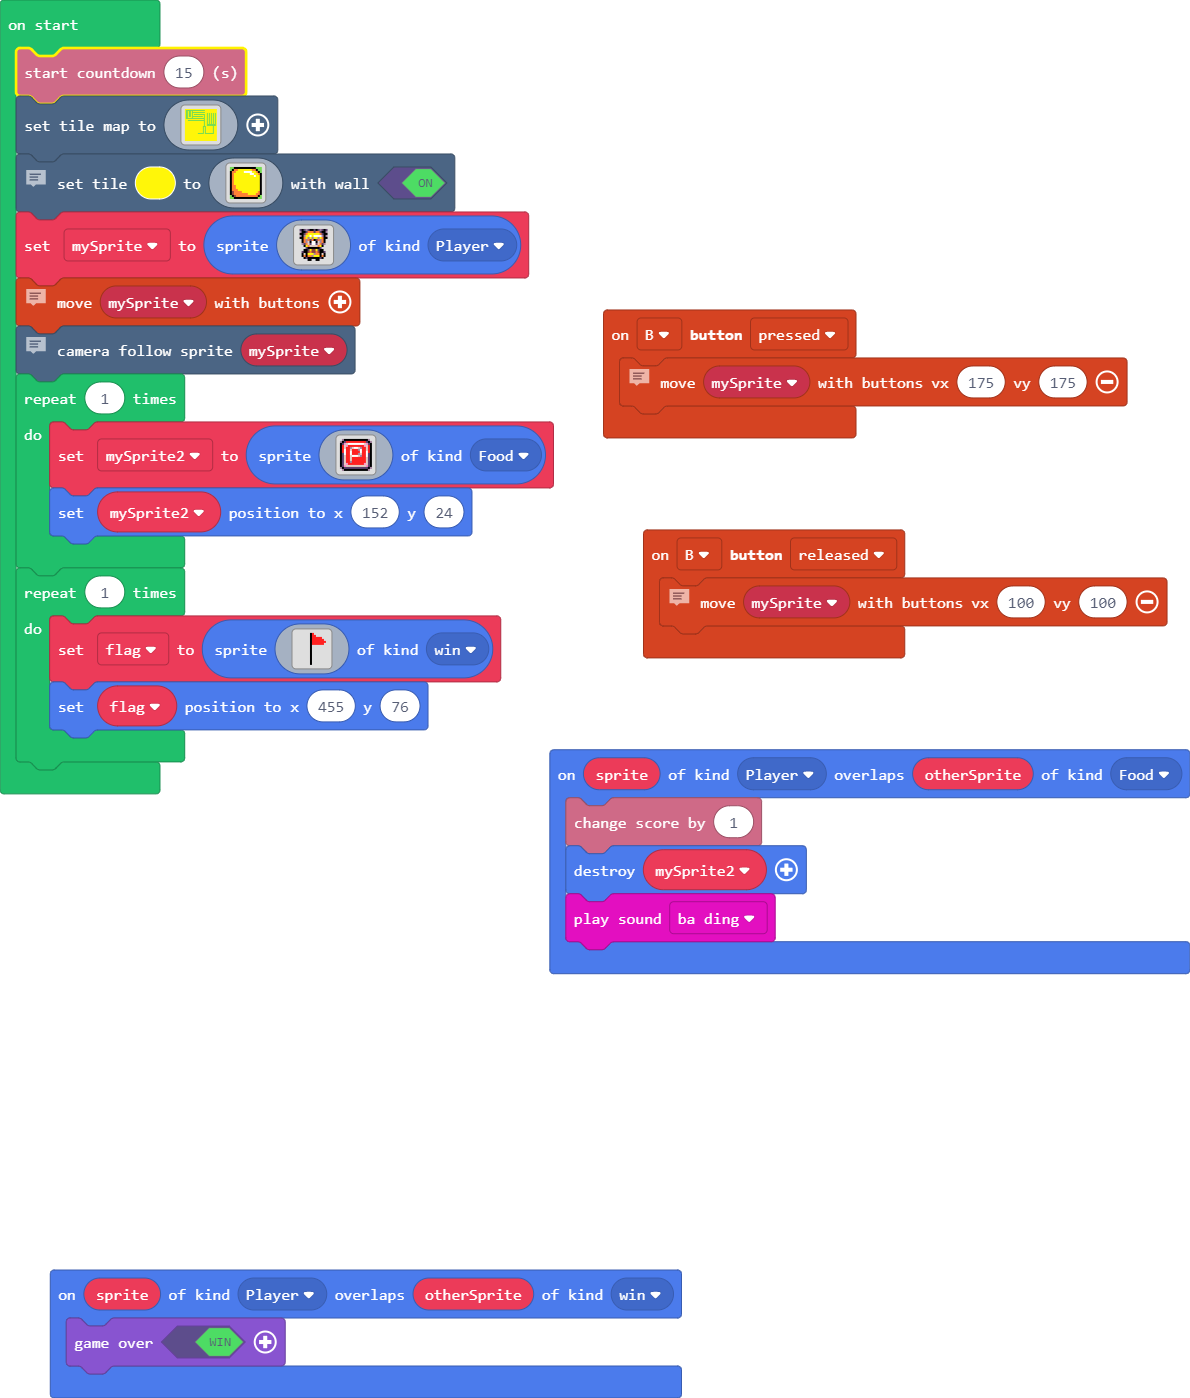 on start
start countdown 15 (s)
set tile map to
set tile to with wall ON
set mySprite to sprite of kind Player
move mySprite with buttons
camera follow sprite mySprite
repeat 1 times
do
set mySprite2 to sprite P of kind Food
set mySprite2 position to x 152 y 24
repeat 1 times
do
set flag to sprite of kind win
set flag position to x 455 y 76
on B button pressed
move mySprite with buttons vx 175 vy 175
on B button released
move mySprite with buttons vx 100 vy 100
on sprite of kind Player overlaps otherSprite of kind Food
change score by 1
destroy mySprite2
play sound ba ding
on sprite of kind Player overlaps otherSprite of kind win
game over WIN